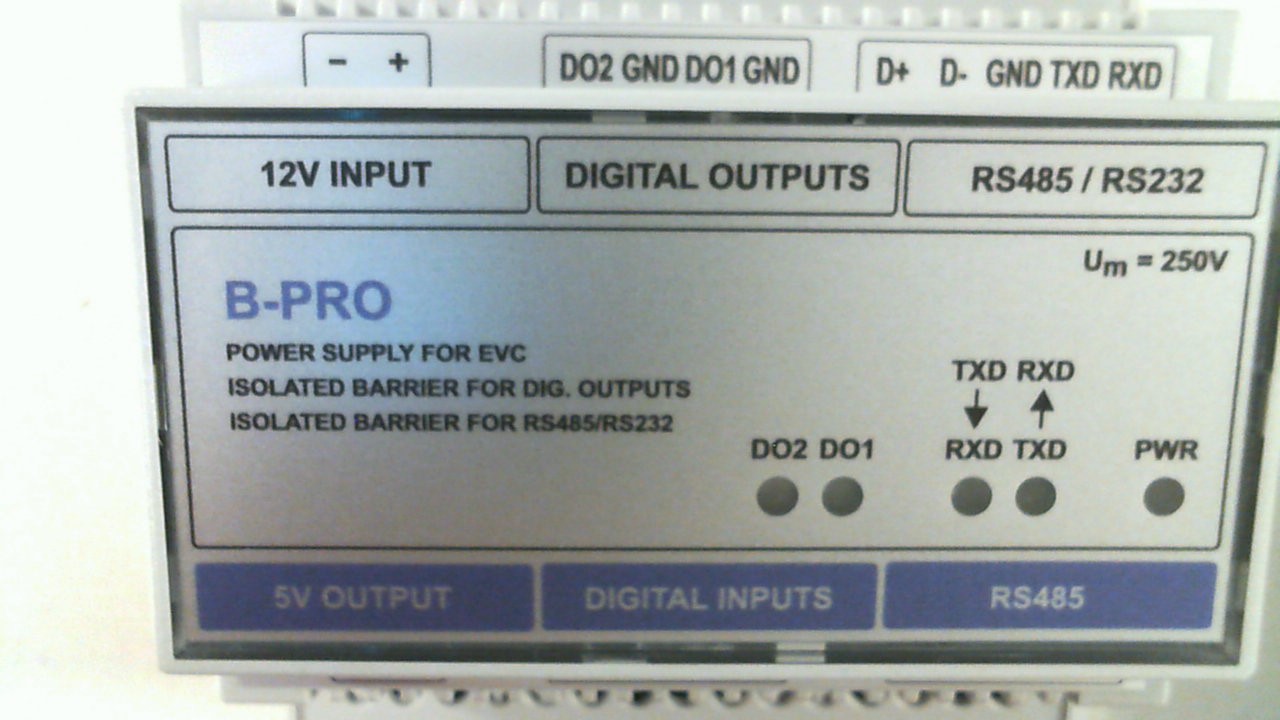 - +
DO2 GND DO1 GND
D+ D- GND TXD RXD
12V INPUT
DIGITAL OUTPUTS
RS485 / RS232
Um = 250V
B-PRO
POWER SUPPLY FOR EVC
ISOLATED BARRIER FOR DIG. OUTPUTS
ISOLATED BARRIER FOR RS485/RS232
TXD RXD
DO2 DO1
RXD TXD
PWR
5V OUTPUT
DIGITAL INPUTS
RS485